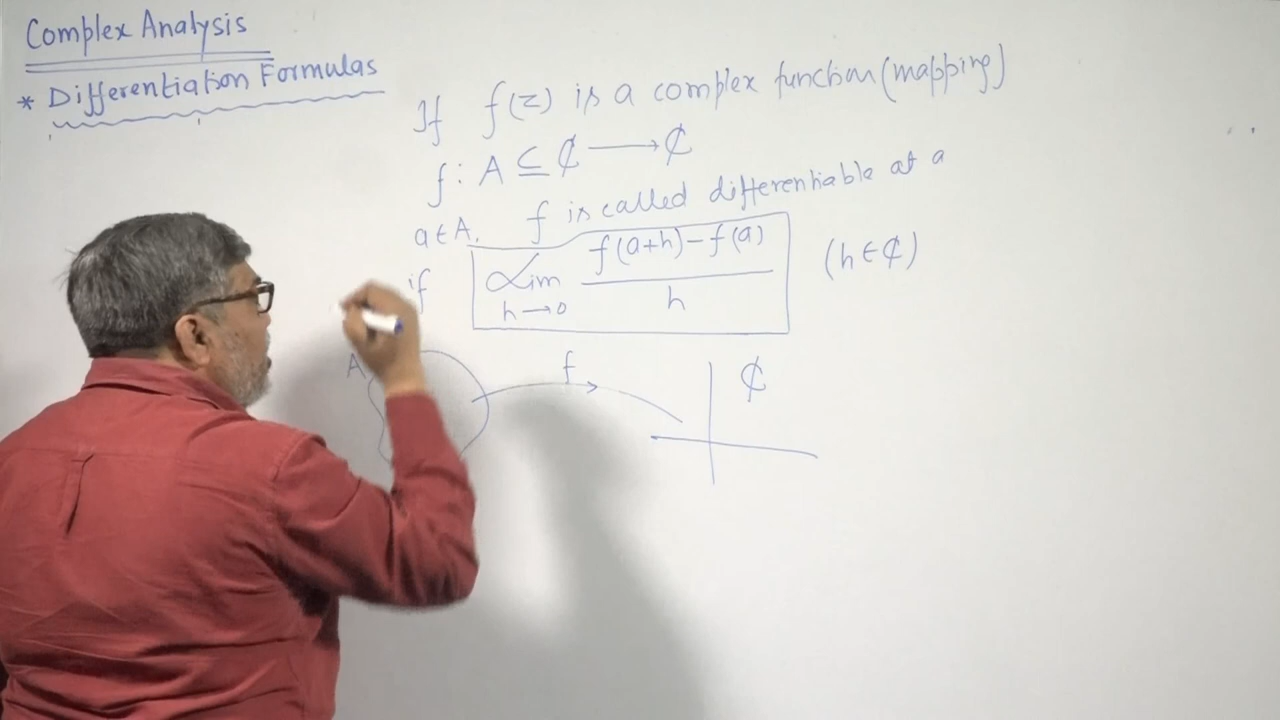 Complex Analysis
* Differentiation Formulas
If f(z) is a complex function (mapping)
f : A ⊆ ₵ ⟶ ₵
a ∈ A. f is called differentiable at a
if Lim h→0 f(a+h)-f(a) / h (h ∈ ₵)
A f ₵